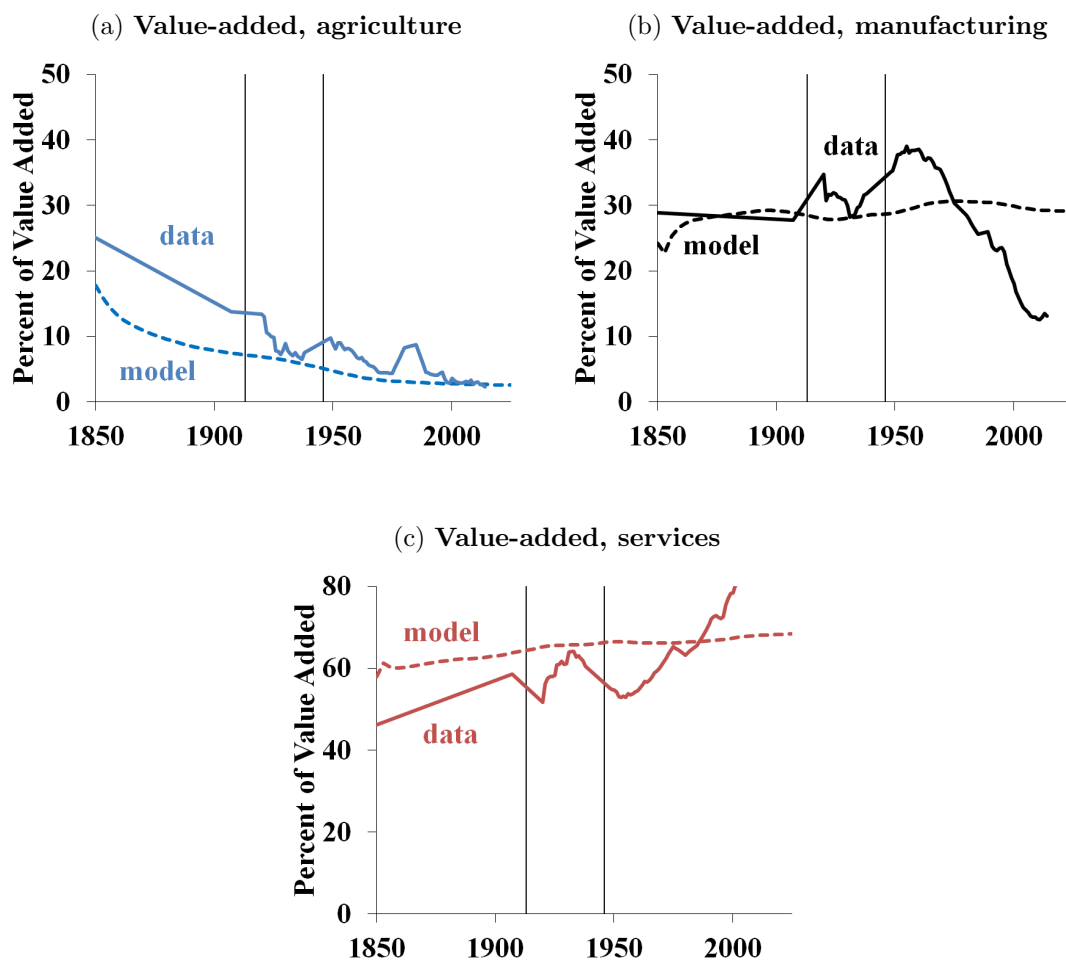 (a) Value-added, agriculture
Percent of Value Added
50
40
30
20
10
0
data
model
1850 1900 1950 2000
(b) Value-added, manufacturing
Percent of Value Added
50
40
30
20
10
0
data
model
1850 1900 1950 2000
(c) Value-added, services
Percent of Value Added
80
60
40
20
0
model
data
1850 1900 1950 2000